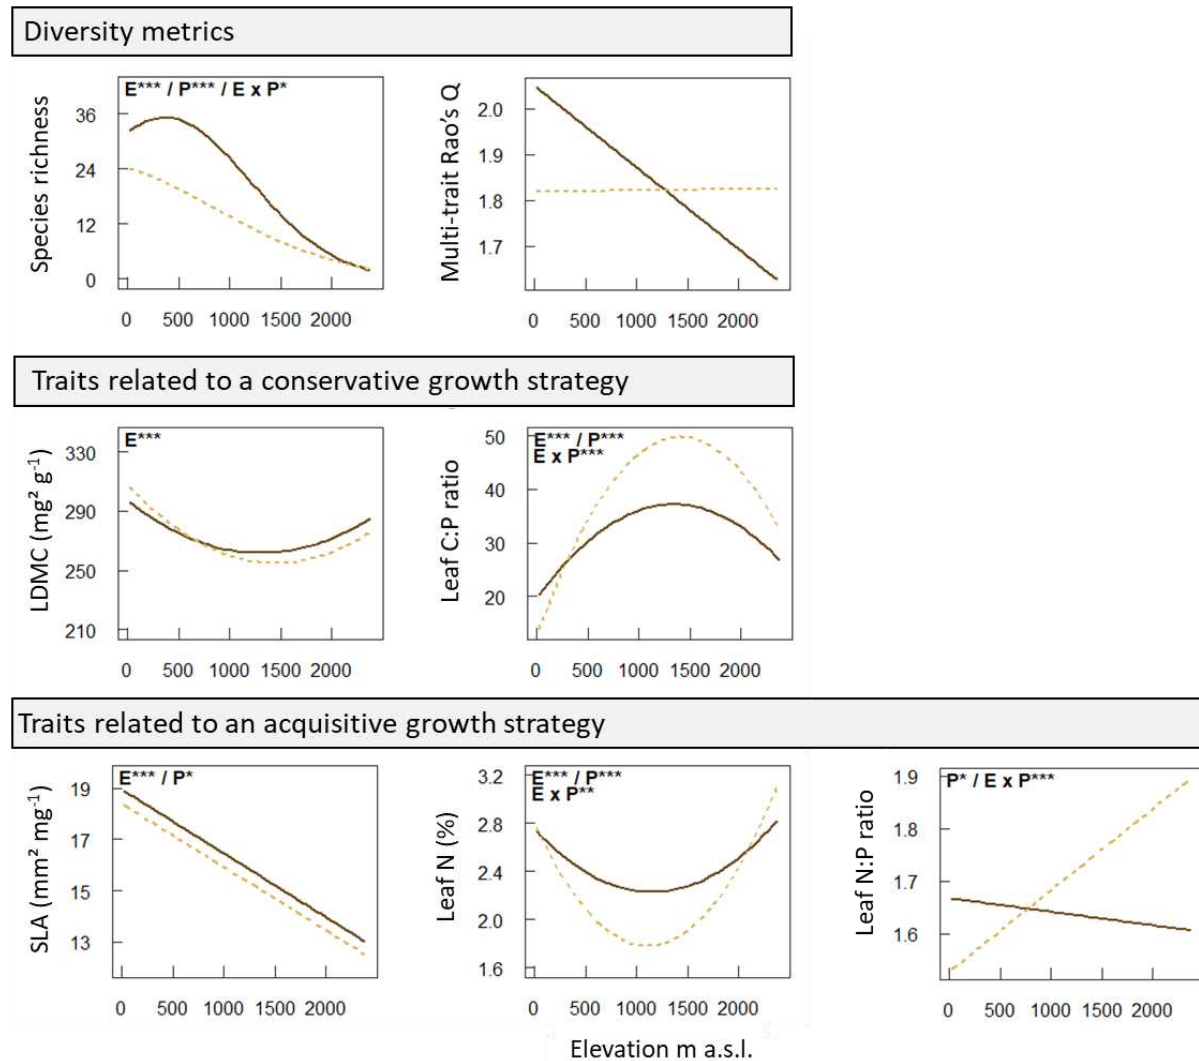 Diversity metrics
E*** / P*** / E x P*
Species richness
36
24
12
0
0 500 1000 1500 2000
Multi-trait Rao's Q
2.0
1.9
1.8
1.7
0 500 1000 1500 2000
Traits related to a conservative growth strategy
E***
LDMC (mg² g⁻¹)
330
290
250
210
0 500 1000 1500 2000
E*** / P***
E x P***
Leaf C:P ratio
50
40
30
20
0 500 1000 1500 2000
Traits related to an acquisitive growth strategy
E*** / P*
SLA (mm² mg⁻¹)
19
17
15
13
0 500 1000 1500 2000
E*** / P***
E x P**
Leaf N (%)
3.2
2.8
2.4
2.0
1.6
0 500 1000 1500 2000
P* / E x P***
Leaf N:P ratio
1.9
1.8
1.7
1.6
0 500 1000 1500 2000
Elevation m a.s.l.